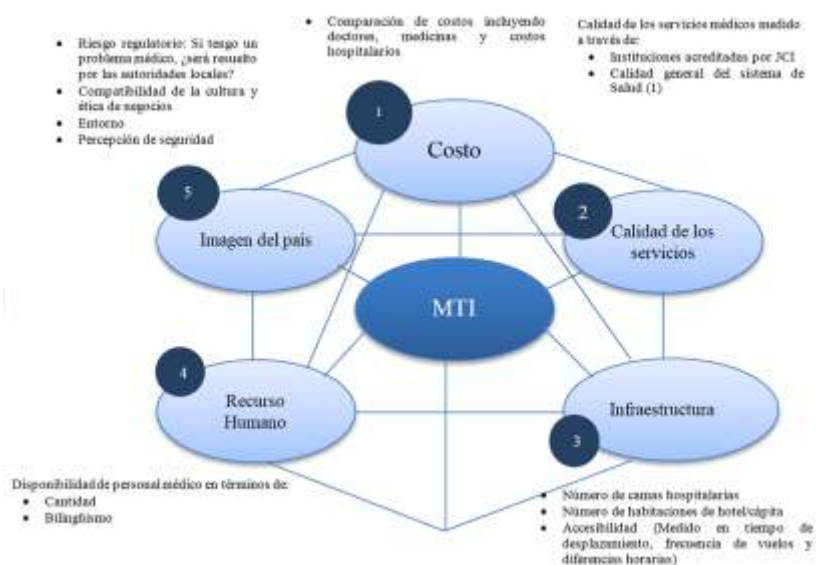 Comparación de costos incluyendo
doctores, medicinas y costos
hospitalarios
Calidad de los servicios médicos medido
a través de:
Instituciones acreditadas por JCI
Calidad general del sistema de
Salud (1)
Riesgo regulatorio: Si tengo un
problema médico, ¿será resuelto
por las autoridades locales?
Compatibilidad de la cultura y
ética de negocios
Entorno
Percepción de seguridad
1
Costo
5
Imagen del país
2
Calidad de los
servicios
MTI
4
Recurso
Humano
Infraestructura
3
Disponibilidad de personal médico en términos de:
Cantidad
Bilingüismo
Número de camas hospitalarias
Número de habitaciones de hotel/cápita
Accesibilidad (Medido en tiempo de
desplazamiento, frecuencia de vuelos y
diferencias horarias)